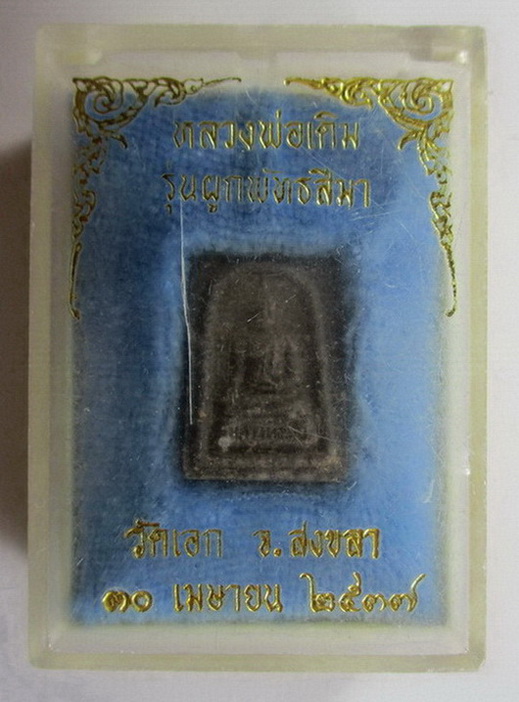 หลวงพ่อเดิม
รุ่นผูกพัทธสีมา
วัดเอก จ.สงขลา
๓๐ เมษายน ๒๕๓๗